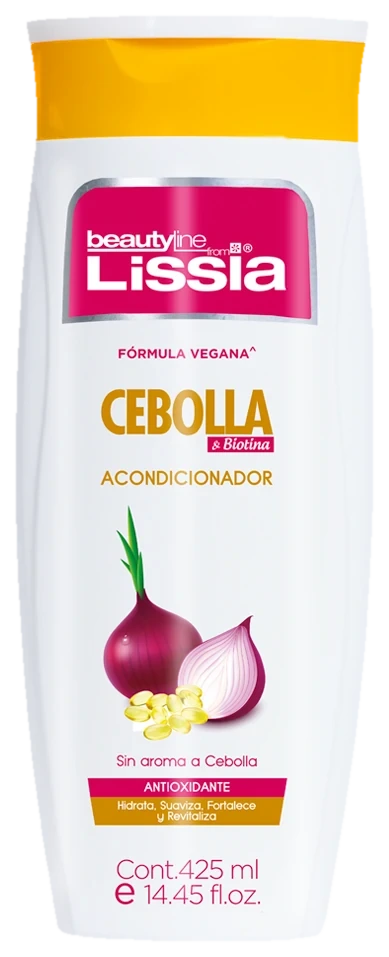 beautyline
from ®
Lissia
FÓRMULA VEGANA^
CEBOLLA
& Biotina
ACONDICIONADOR
Sin aroma a Cebolla
ANTIOXIDANTE
Hidrata, Suaviza, Fortalece
y Revitaliza
Cont.425 ml
e 14.45 fl.oz.